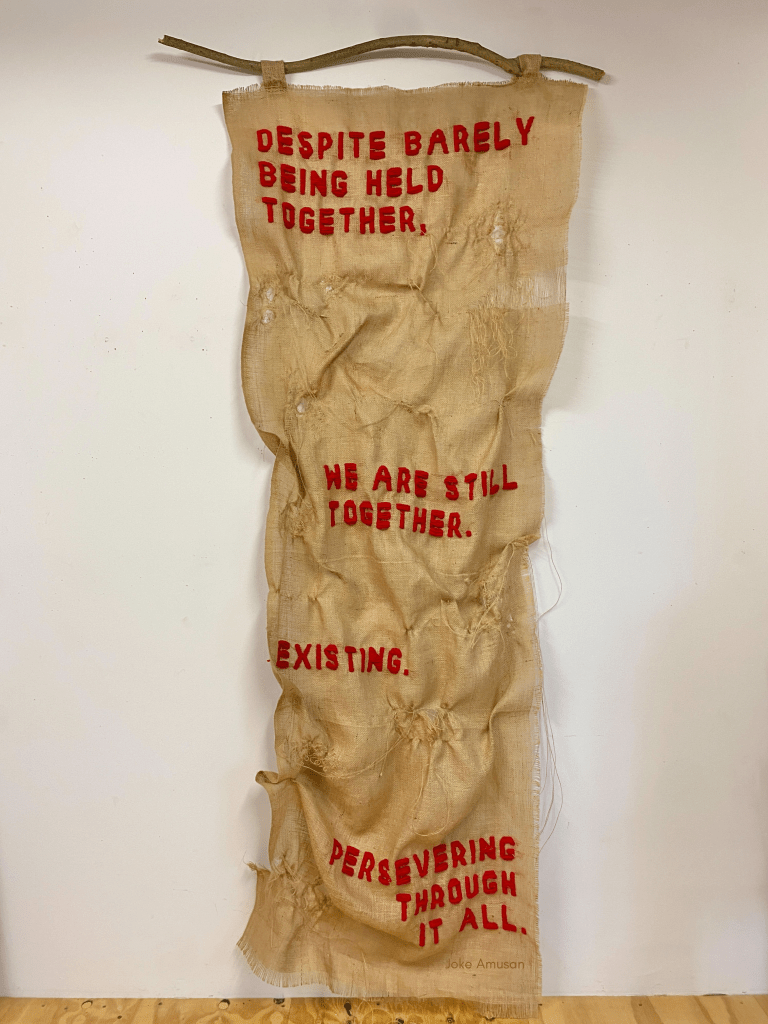 DESPITE BARELY
BEING HELD
TOGETHER,
WE ARE STILL
TOGETHER.
EXISTING.
PERSEVERING
THROUGH
IT ALL.
Joke Amusan